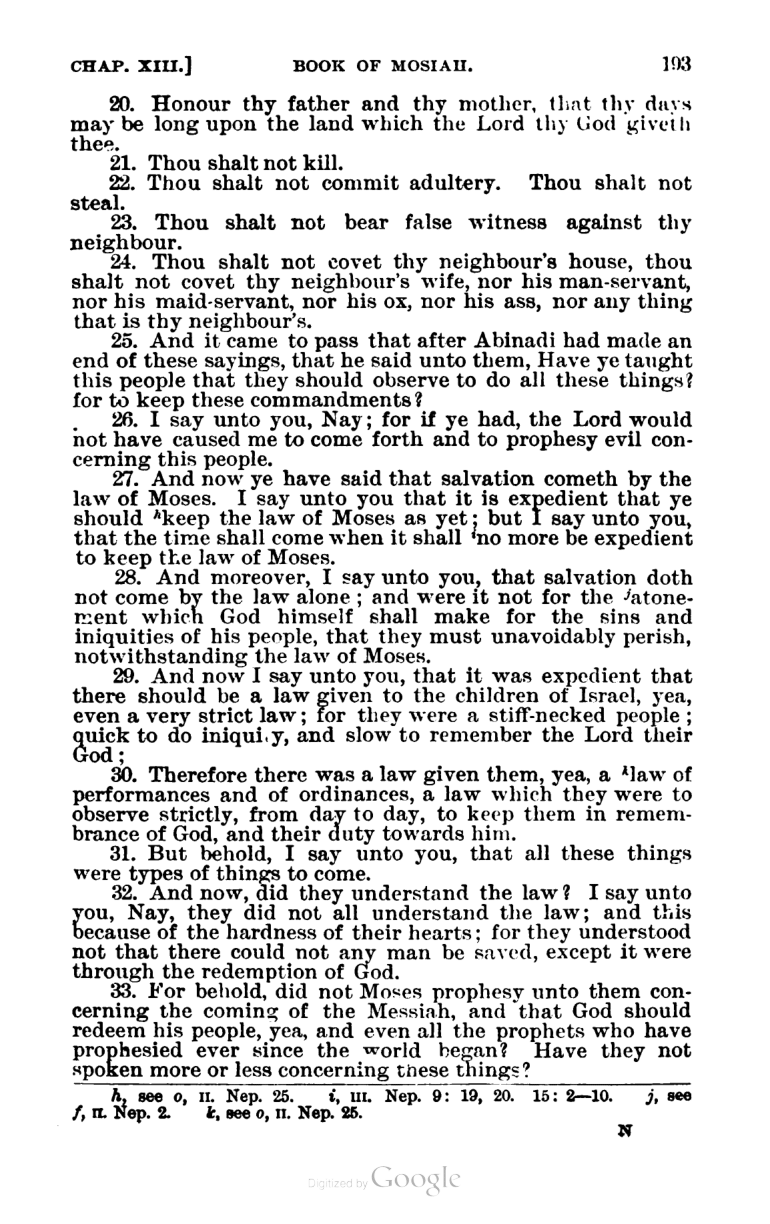 CHAP. XIII.] BOOK OF MOSIAH. 193
20. Honour thy father and thy mother, that thy days
may be long upon the land which the Lord thy God giveth
thee.
21. Thou shalt not kill.
22. Thou shalt not commit adultery. Thou shalt not
steal.
23. Thou shalt not bear false witness against thy
neighbour.
24. Thou shalt not covet thy neighbour's house, thou
shalt not covet thy neighbour's wife, nor his man-servant,
nor his maid-servant, nor his ox, nor his ass, nor any thing
that is thy neighbour's.
25. And it came to pass that after Abinadi had made an
end of these sayings, that he said unto them, Have ye taught
this people that they should observe to do all these things?
for to keep these commandments?
26. I say unto you, Nay; for if ye had, the Lord would
not have caused me to come forth and to prophesy evil con-
cerning this people.
27. And now ye have said that salvation cometh by the
law of Moses. I say unto you that it is expedient that ye
should ʰkeep the law of Moses as yet; but I say unto you,
that the time shall come when it shall ⁱno more be expedient
to keep the law of Moses.
28. And moreover, I say unto you, that salvation doth
not come by the law alone; and were it not for the ʲatone-
ment which God himself shall make for the sins and
iniquities of his people, that they must unavoidably perish,
notwithstanding the law of Moses.
29. And now I say unto you, that it was expedient that
there should be a law given to the children of Israel, yea,
even a very strict law; for they were a stiff-necked people;
quick to do iniquity, and slow to remember the Lord their
God;
30. Therefore there was a law given them, yea, a ᵏlaw of
performances and of ordinances, a law which they were to
observe strictly, from day to day, to keep them in remem-
brance of God, and their duty towards him.
31. But behold, I say unto you, that all these things
were types of things to come.
32. And now, did they understand the law? I say unto
you, Nay, they did not all understand the law; and this
because of the hardness of their hearts; for they understood
not that there could not any man be saved, except it were
through the redemption of God.
33. For behold, did not Moses prophesy unto them con-
cerning the coming of the Messiah, and that God should
redeem his people, yea, and even all the prophets who have
prophesied ever since the world began? Have they not
spoken more or less concerning these things?
h, see o, II. Nep. 25. i, III. Nep. 9: 19, 20. 15: 2—10. j, see
f, II. Nep. 2. k, see o, II. Nep. 25.
N
Digitized by Google